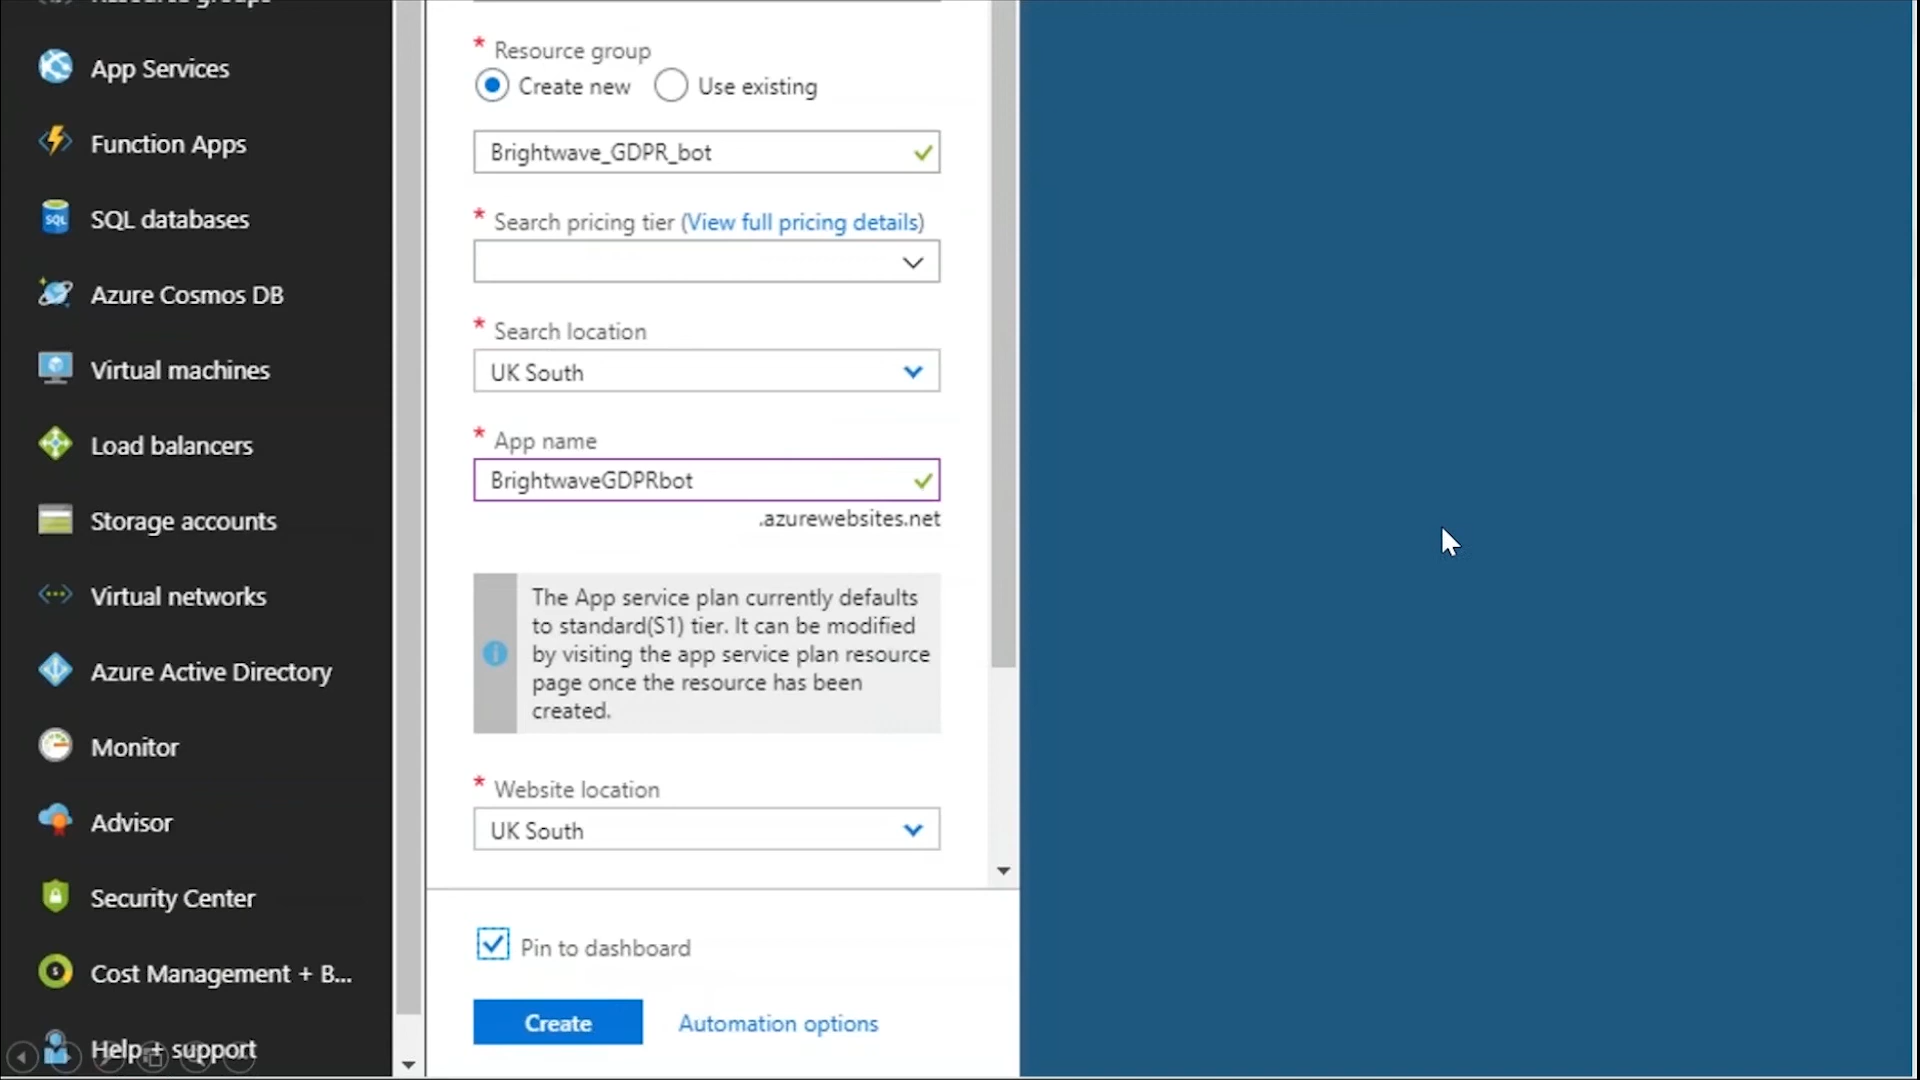 Resource groups
App Services
Function Apps
SQL databases
Azure Cosmos DB
Virtual machines
Load balancers
Storage accounts
Virtual networks
Azure Active Directory
Monitor
Advisor
Security Center
Cost Management + B...
Help + support
* Resource group
Create new Use existing
Brightwave_GDPR_bot
* Search pricing tier (View full pricing details)
* Search location
UK South
* App name
BrightwaveGDPRbot
.azurewebsites.net
The App service plan currently defaults
to standard(S1) tier. It can be modified
by visiting the app service plan resource
page once the resource has been
created.
* Website location
UK South
Pin to dashboard
Create Automation options